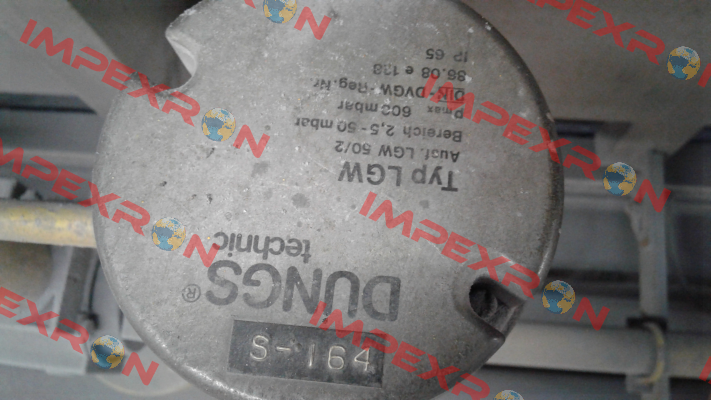 DUNGS®
technic
Typ LGW
Ausf. LGW 50/2
Bereich 2,5-50 mbar
Pmax 600 mbar
DIN-DVGW-Reg.Nr.
86.08 e 138
IP 65
S-164
IMPEXRON
IMPEXRON
IMPEXRON
IMPEXRON
IMPEXRON
IMPEXRON
IMPEXRON